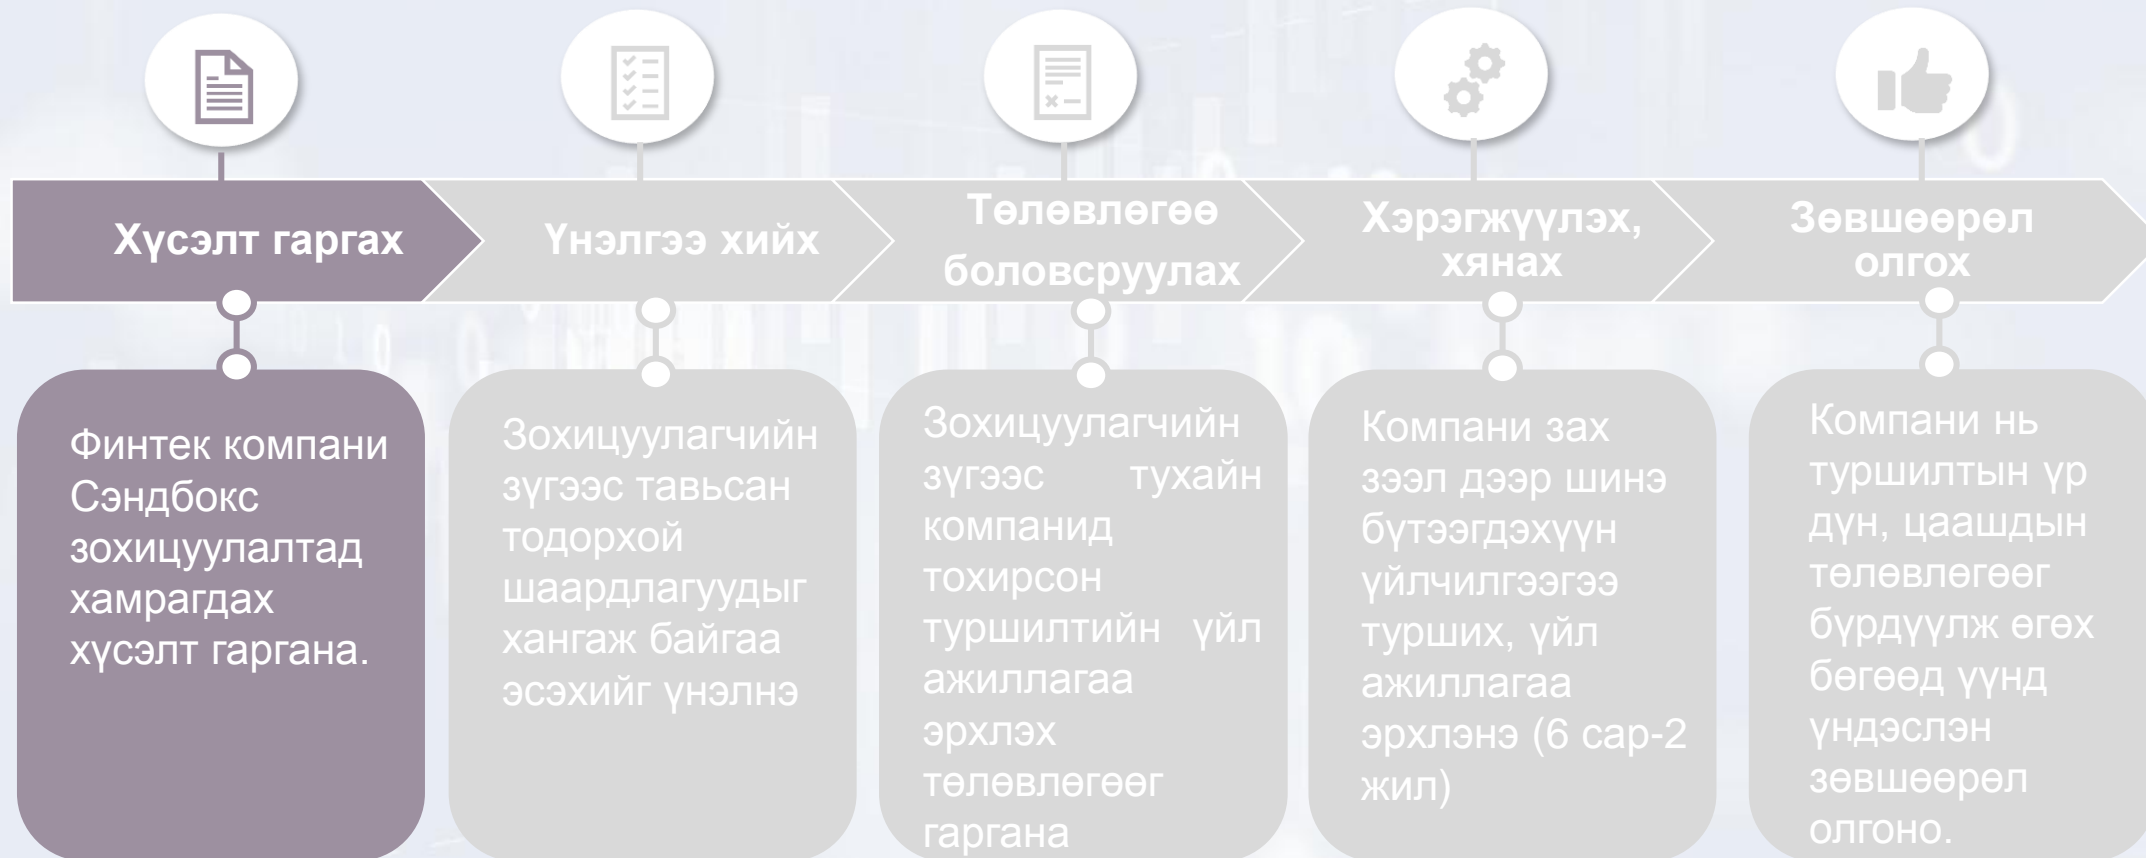 Хүсэлт гаргах
Үнэлгээ хийх
Төлөвлөгөө
боловсруулах
Хэрэгжүүлэх,
хянах
Зөвшөөрөл
олгох
Финтек компани
Сэндбокс
зохицуулалтад
хамрагдах
хүсэлт гаргана.
Зохицуулагчийн
зүгээс тавьсан
тодорхой
шаардлагуудыг
хангаж байгаа
эсэхийг үнэлнэ
Зохицуулагчийн
зүгээс тухайн
компанид
тохирсон
туршилтийн үйл
ажиллагаа
эрхлэх
төлөвлөгөөг
гаргана
Компани зах
зээл дээр шинэ
бүтээгдэхүүн
үйлчилгээгээ
турших, үйл
ажиллагаа
эрхлэнэ (6 сар-2
жил)
Компани нь
туршилтын үр
дүн, цаашдын
төлөвлөгөөг
бүрдүүлж өгөх
бөгөөд үүнд
үндэслэн
зөвшөөрөл
олгоно.